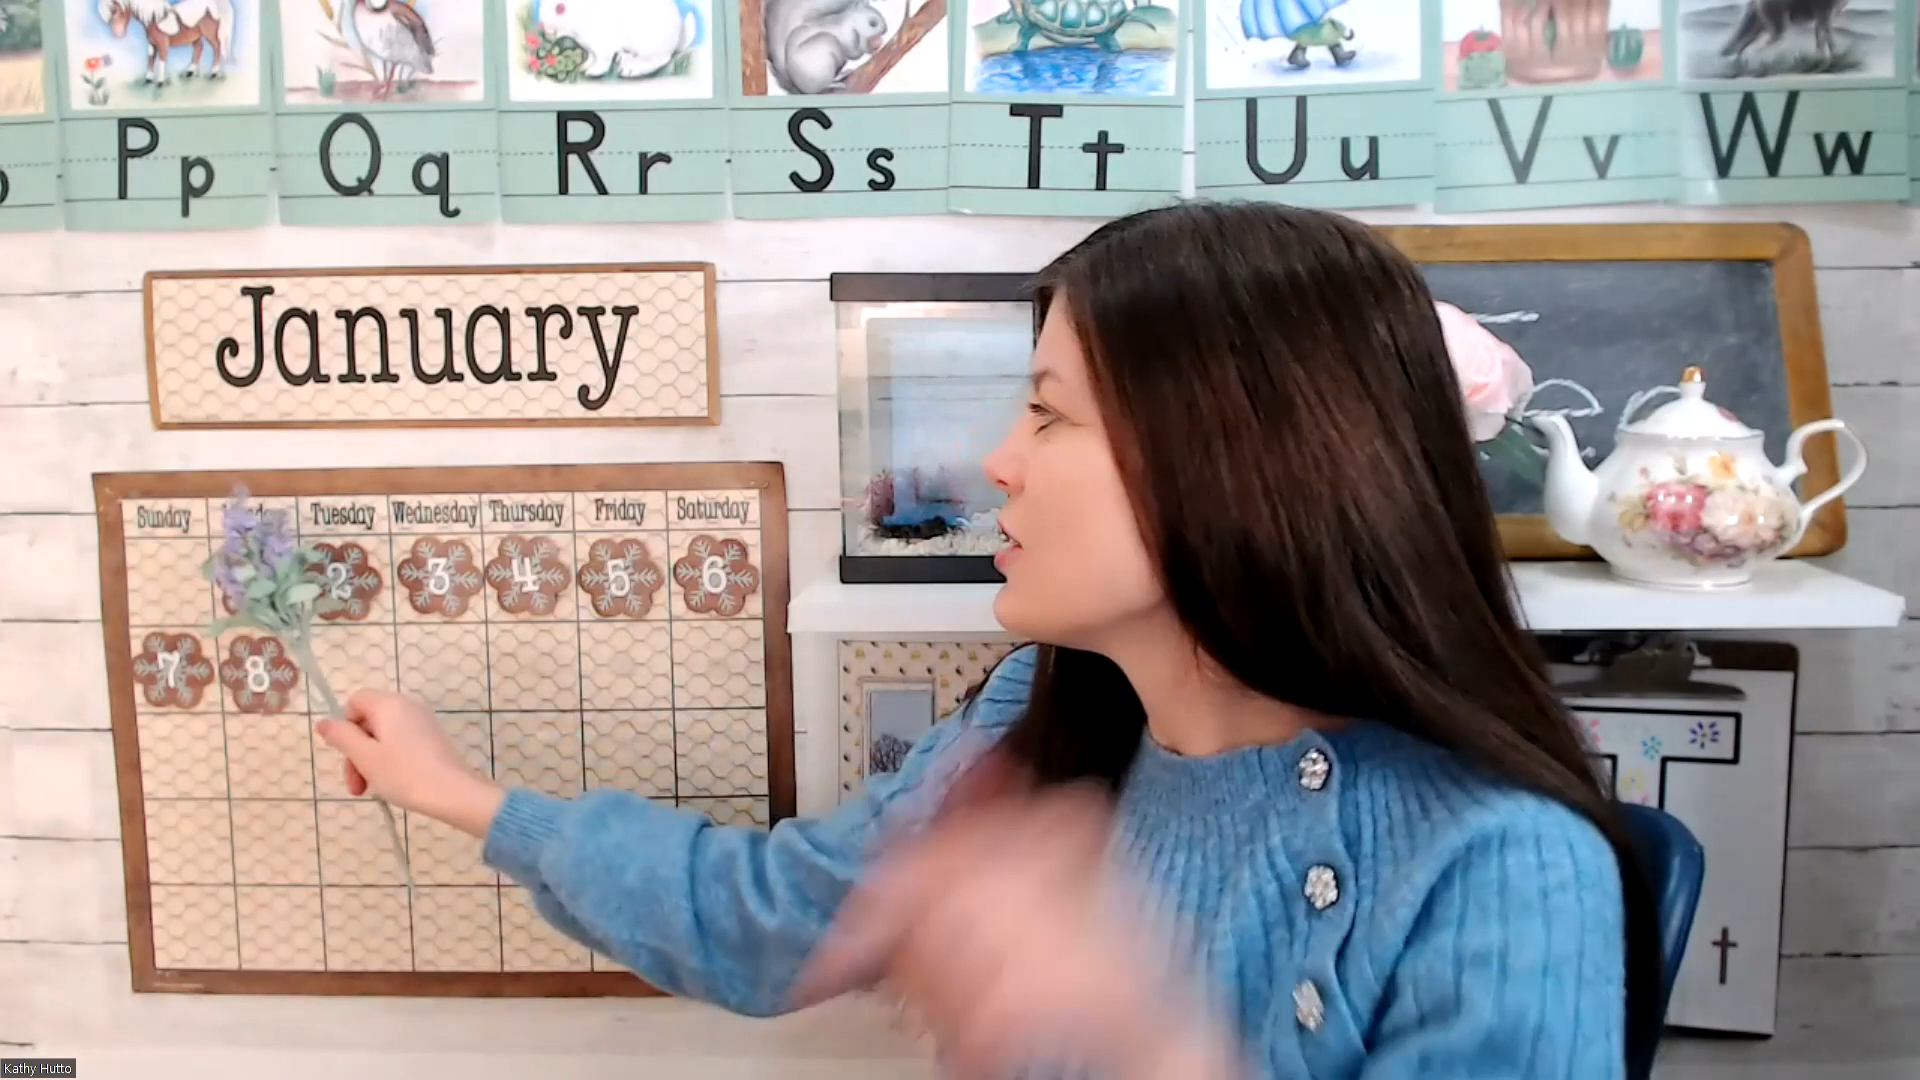 Pp Qq Rr Ss Tt Uu Vv Ww
January
Sunday Tuesday Wednesday Thursday Friday Saturday
2 3 4 5 6
7 8
T
Kathy Hutto